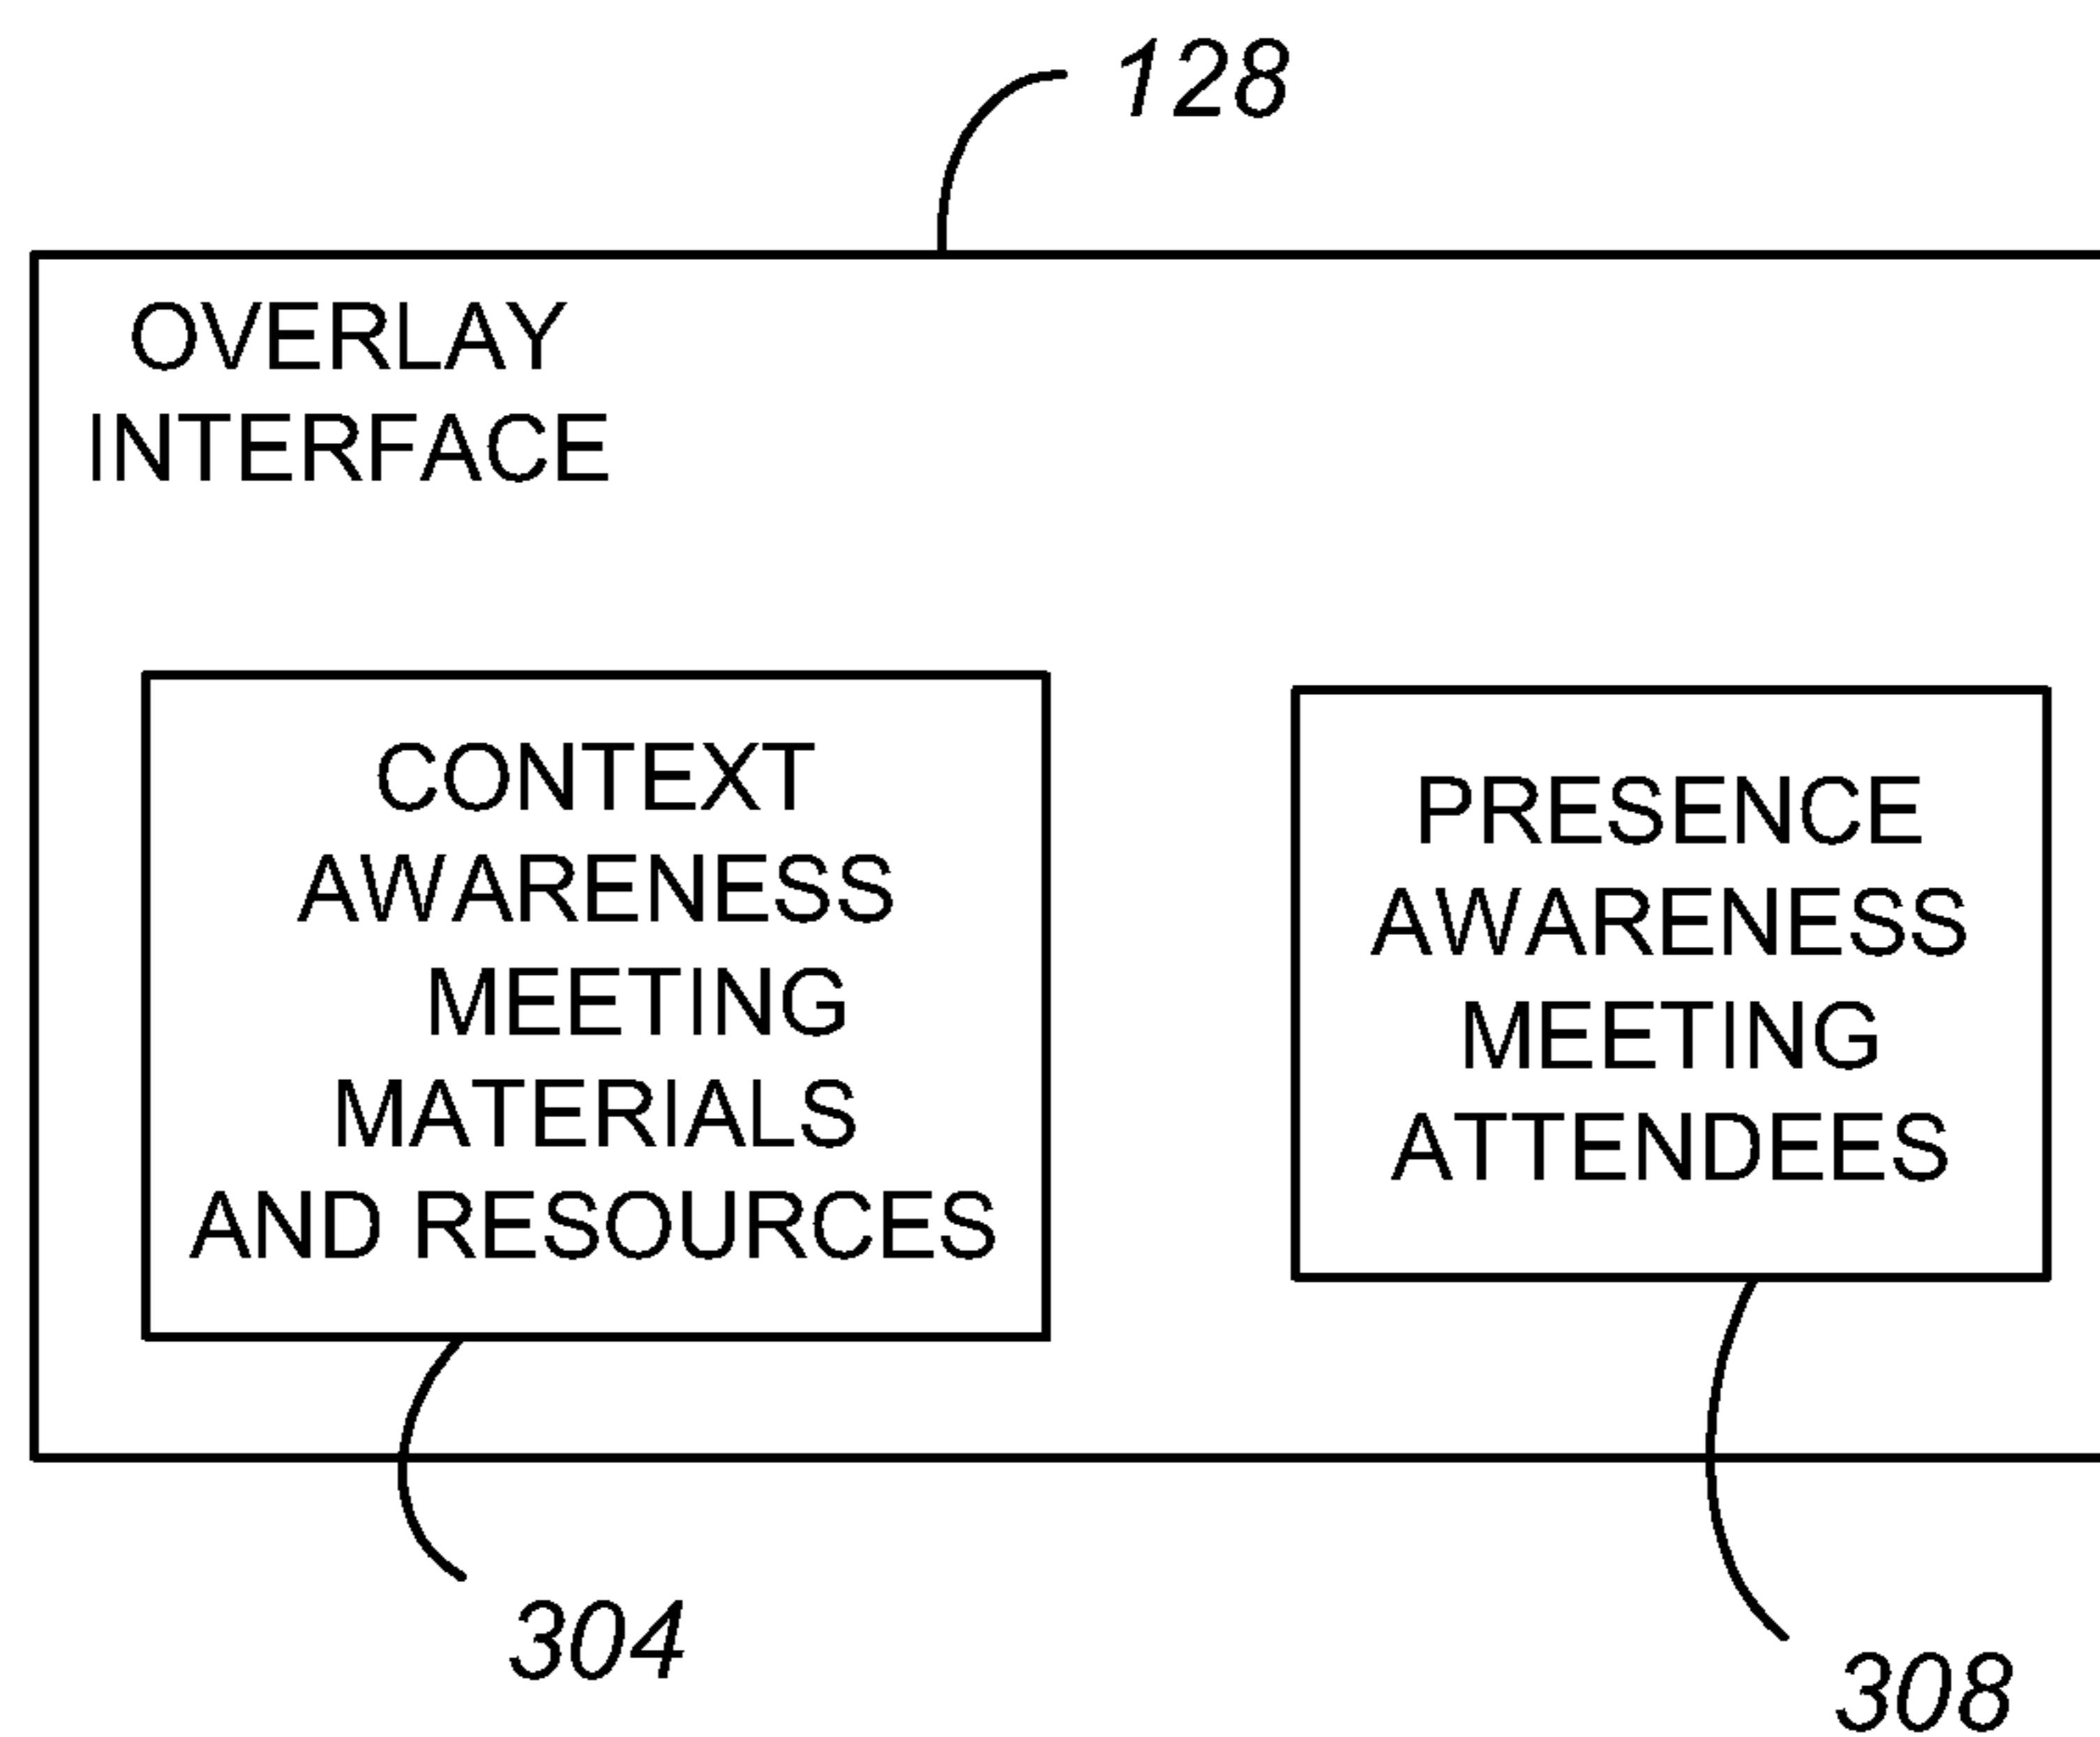 128
OVERLAY
INTERFACE
CONTEXT
AWARENESS
MEETING
MATERIALS
AND RESOURCES
PRESENCE
AWARENESS
MEETING
ATTENDEES
304
308